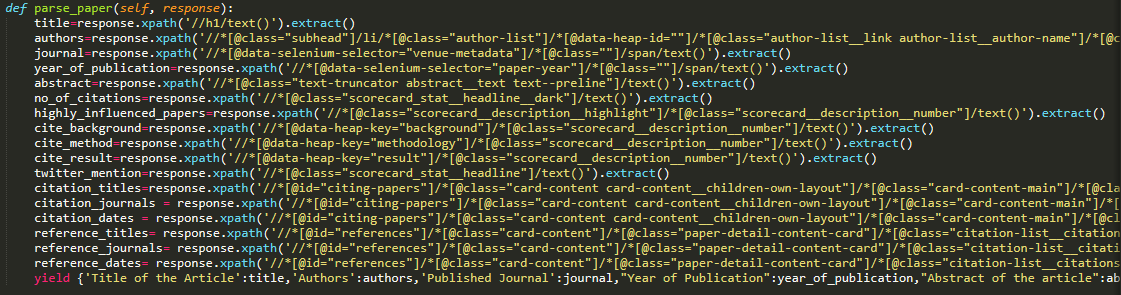 def parse_paper(self, response):
title=response.xpath('//h1/text()').extract()
authors=response.xpath('//*[@class="subhead"]/li/*[@class="author-list"]/*[@data-heap-id=""]/*[@class="author-list__link author-list__author-name"]/*[@c
journal=response.xpath('//*[@data-selenium-selector="venue-metadata"]/*[@class=""]/span/text()').extract()
year_of_publication=response.xpath('//*[@data-selenium-selector="paper-year"]/*[@class=""]/span/text()').extract()
abstract=response.xpath('//*[@class="text-truncator abstract__text text--preline"]/text()').extract()
no_of_citations=response.xpath('//*[@class="scorecard_stat__headline__dark"]/text()').extract()
highly_influenced_papers=response.xpath('//*[@class="scorecard__description__highlight"]/*[@class="scorecard__description__number"]/text()').extract()
cite_background=response.xpath('//*[@data-heap-key="background"]/*[@class="scorecard__description__number"]/text()').extract()
cite_method=response.xpath('//*[@data-heap-key="methodology"]/*[@class="scorecard__description__number"]/text()').extract()
cite_result=response.xpath('//*[@data-heap-key="result"]/*[@class="scorecard__description__number"]/text()').extract()
twitter_mention=response.xpath('//*[@class="scorecard_stat__headline"]/text()').extract()
citation_titles=response.xpath('//*[@id="citing-papers"]/*[@class="card-content card-content__children-own-layout"]/*[@class="card-content-main"]/*[@cla
citation_journals = response.xpath('//*[@id="citing-papers"]/*[@class="card-content card-content__children-own-layout"]/*[@class="card-content-main"]/*[
citation_dates = response.xpath('//*[@id="citing-papers"]/*[@class="card-content card-content__children-own-layout"]/*[@class="card-content-main"]/*[@cl
reference_titles= response.xpath('//*[@id="references"]/*[@class="card-content"]/*[@class="paper-detail-content-card"]/*[@class="citation-list__citation
reference_journals= response.xpath('//*[@id="references"]/*[@class="card-content"]/*[@class="paper-detail-content-card"]/*[@class="citation-list__citati
reference_dates= response.xpath('//*[@id="references"]/*[@class="card-content"]/*[@class="paper-detail-content-card"]/*[@class="citation-list__citations
yield {'Title of the Article':title,'Authors':authors,'Published Journal':journal,"Year of Publication":year_of_publication,"Abstract of the article":ab